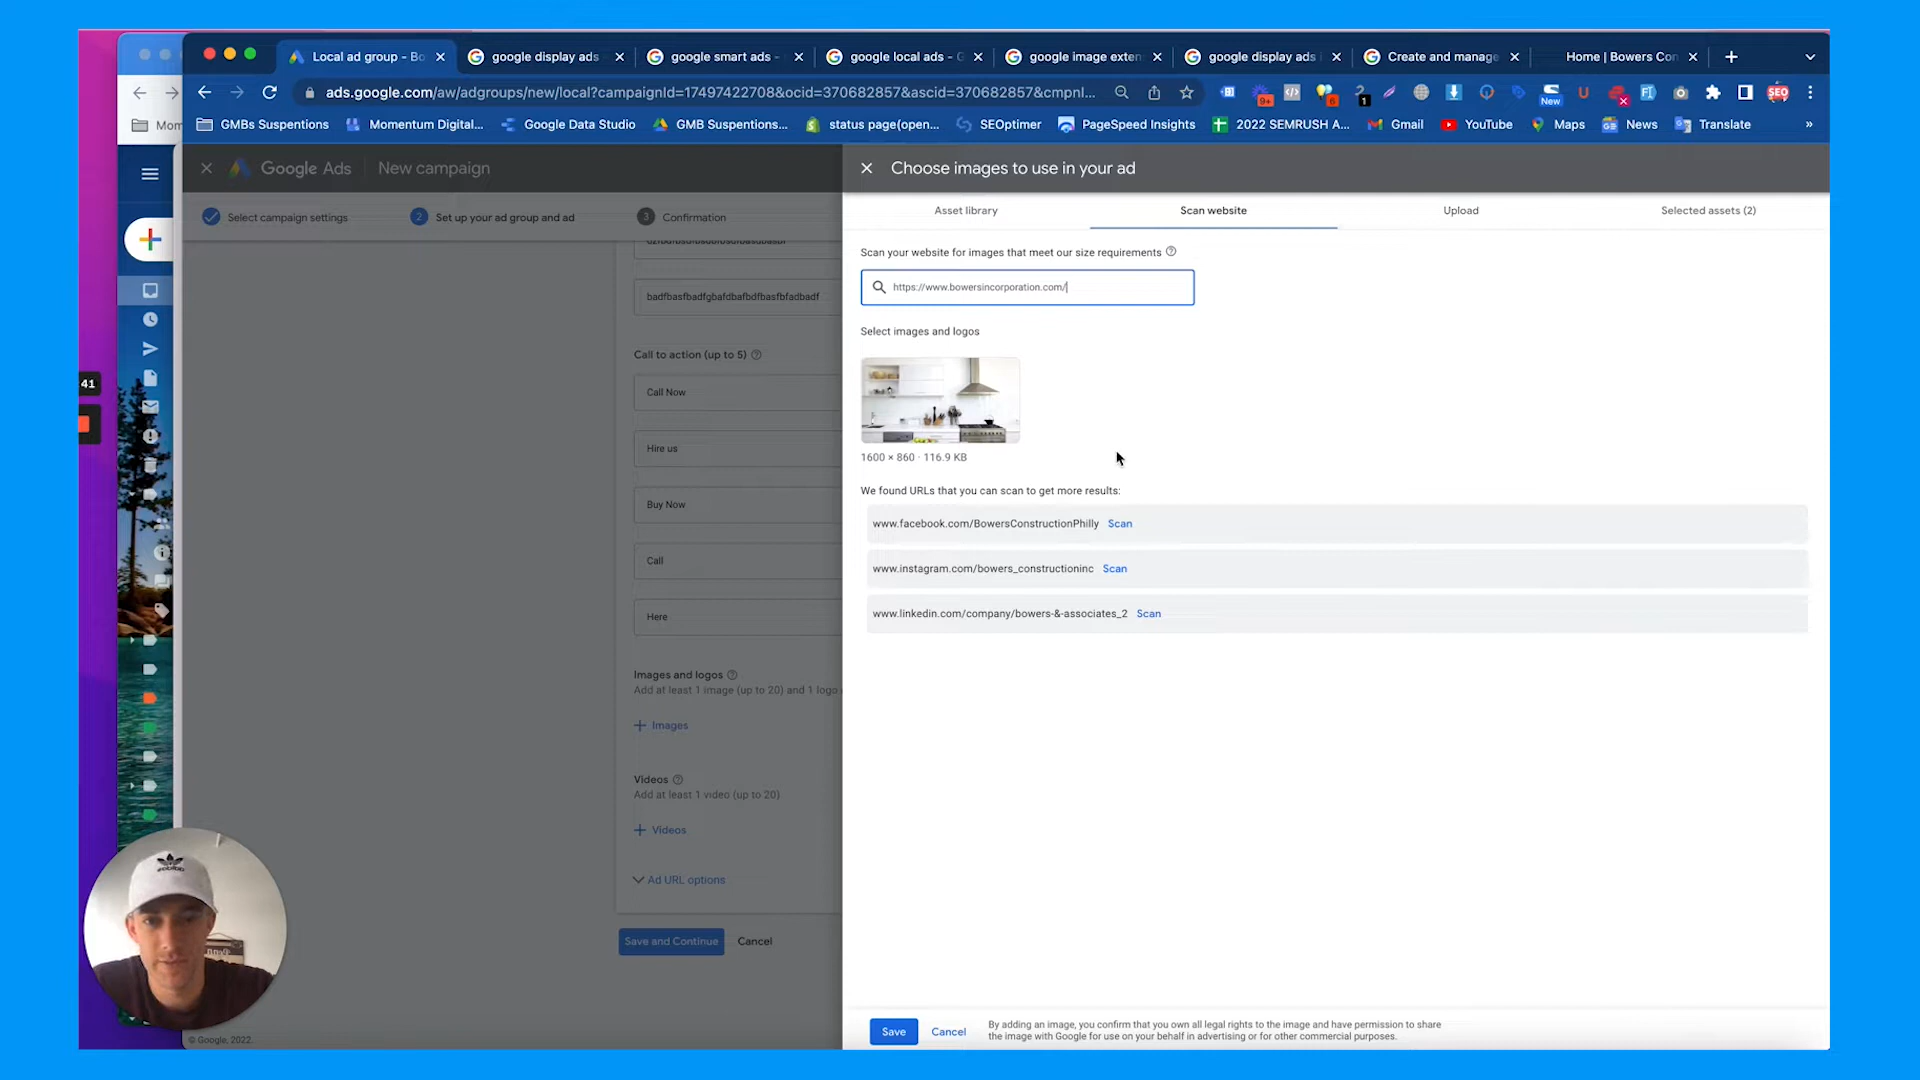 Local ad group - Bo
google display ads
google smart ads -
google local ads - G
google image exten
google display ads i
Create and manage
Home | Bowers Con
ads.google.com/aw/adgroups/new/local?campaignId=17497422708&ocid=370682857&ascid=370682857&cmpnI...
9+
6
1
New
SEO
Mom
GMBs Suspentions
Momentum Digital...
Google Data Studio
GMB Suspentions...
status page(open...
SEOptimer
PageSpeed Insights
2022 SEMRUSH A...
Gmail
YouTube
Maps
News
Translate
»
Google Ads
New campaign
Choose images to use in your ad
Select campaign settings
2
Set up your ad group and ad
3
Confirmation
Asset library
Scan website
Upload
Selected assets (2)
Scan your website for images that meet our size requirements
https://www.bowersincorporation.com/
badfbasfbadfgbafdbafbdfbasfbfadbadf
Select images and logos
Call to action (up to 5)
41
Call Now
Hire us
1600 × 860 · 116.9 KB
We found URLs that you can scan to get more results:
Buy Now
www.facebook.com/BowersConstructionPhilly Scan
Call
www.instagram.com/bowers_constructioninc Scan
Here
www.linkedin.com/company/bowers-&-associates_2 Scan
Images and logos
Add at least 1 image (up to 20) and 1 logo
Images
Videos
Add at least 1 video (up to 20)
Videos
Ad URL options
Save and Continue
Cancel
Save
Cancel
By adding an image, you confirm that you own all legal rights to the image and have permission to share
the image with Google for use on your behalf in advertising or for other commercial purposes.
© Google, 2022.